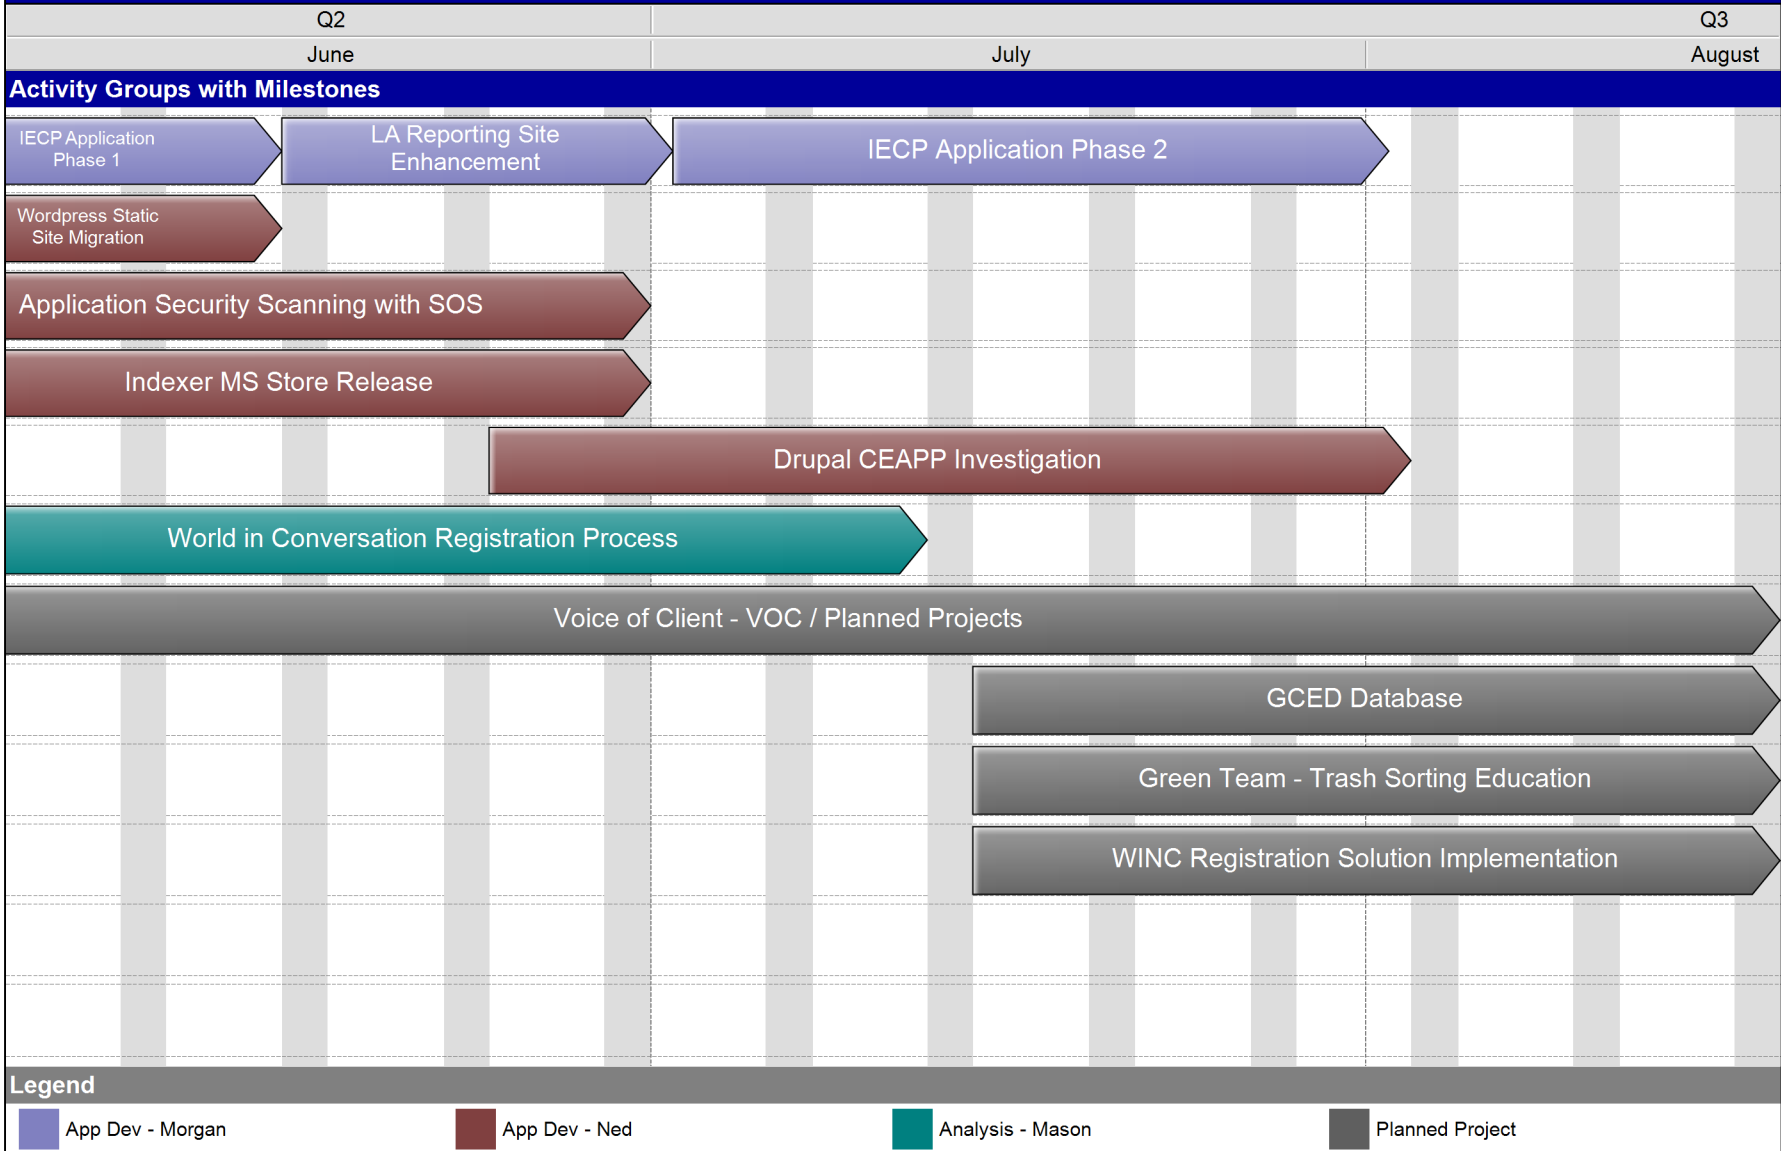 Q2
Q3
June
July
August
Activity Groups with Milestones
IECP Application
Phase 1
LA Reporting Site
Enhancement
IECP Application Phase 2
Wordpress Static
Site Migration
Application Security Scanning with SOS
Indexer MS Store Release
Drupal CEAPP Investigation
World in Conversation Registration Process
Voice of Client - VOC / Planned Projects
GCED Database
Green Team - Trash Sorting Education
WINC Registration Solution Implementation
Legend
App Dev - Morgan
App Dev - Ned
Analysis - Mason
Planned Project